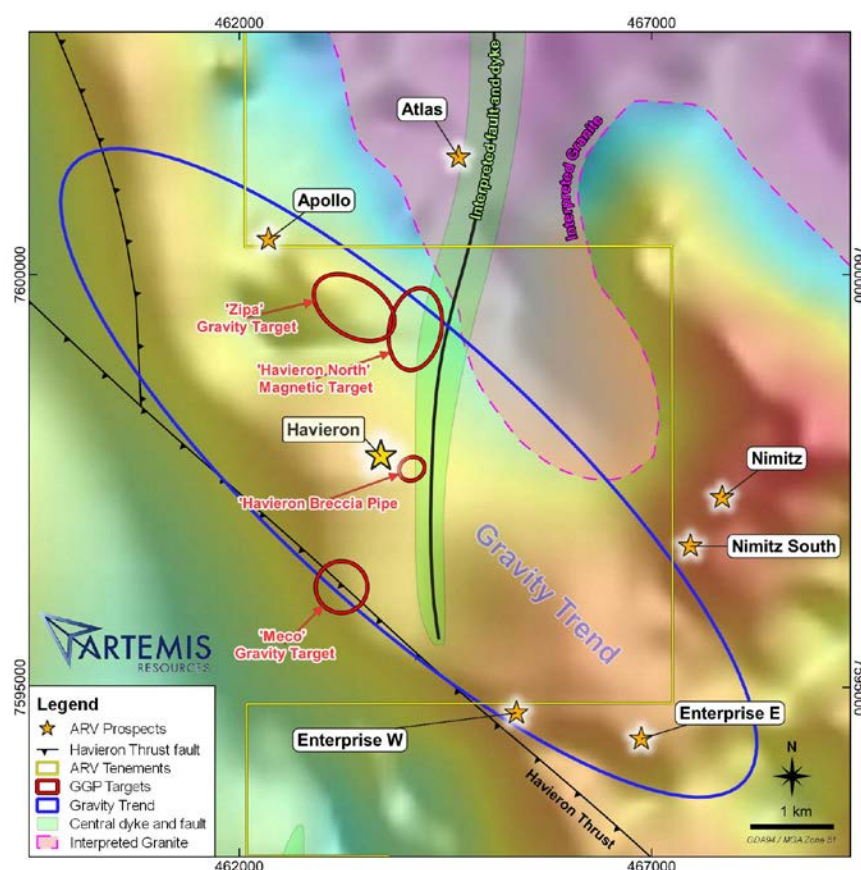 462000
467000
Atlas
Interpreted fault and dyke
Interpreted Granite
Apollo
7600000
7600000
'Zipa'
Gravity Target
'Havieron North'
Magnetic Target
Havieron
Nimitz
'Havieron Breccia Pipe
Nimitz South
Gravity Trend
'Meco'
Gravity Target
ARTEMIS
RESOURCES
7595000
7595000
Legend
ARV Prospects
Havieron Thrust fault
ARV Tenements
GGP Targets
Gravity Trend
Central dyke and fault
Interpreted Granite
Enterprise W
Enterprise E
Havieron Thrust
N
1 km
GDA94 / MGA Zone 51
462000
467000